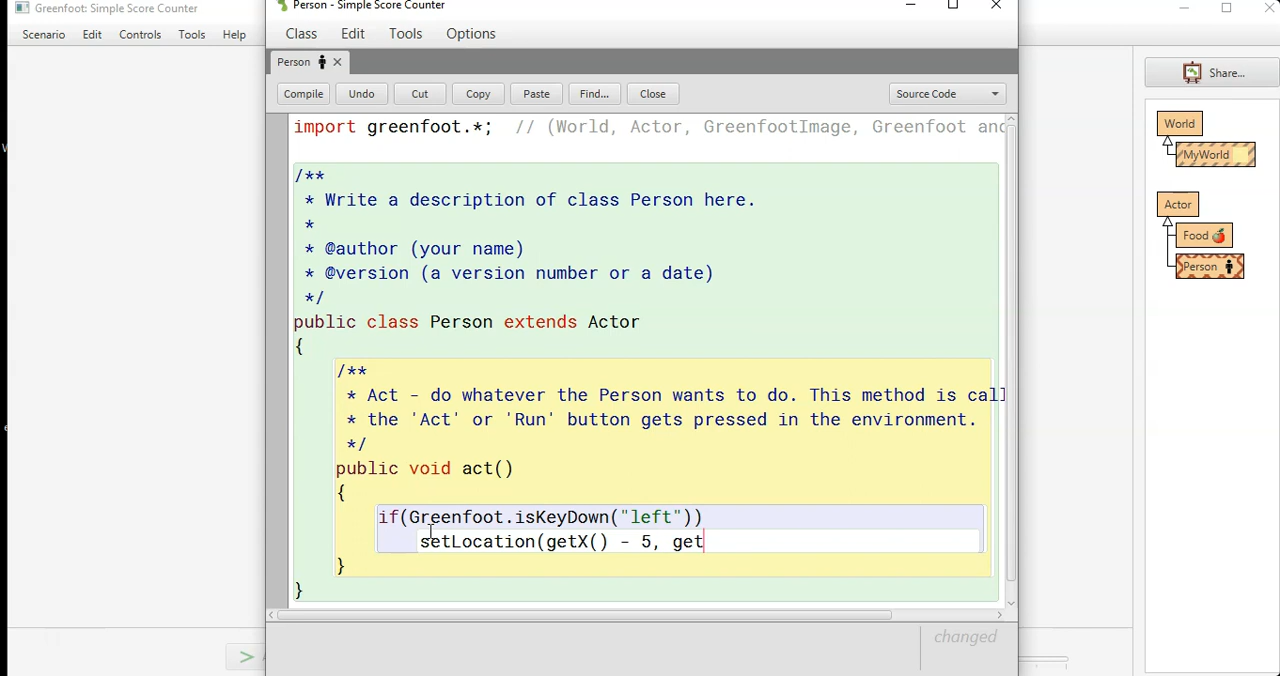 Greenfoot: Simple Score Counter
Scenario Edit Controls Tools Help
Person - Simple Score Counter
Class Edit Tools Options
Person
Compile Undo Cut Copy Paste Find... Close Source Code
import greenfoot.*;  // (World, Actor, GreenfootImage, Greenfoot and
/**
* Write a description of class Person here.
*
* @author (your name)
* @version (a version number or a date)
*/
public class Person extends Actor
{
/**
* Act - do whatever the Person wants to do. This method is call
* the 'Act' or 'Run' button gets pressed in the environment.
*/
public void act()
{
if(Greenfoot.isKeyDown("left"))
setLocation(getX() - 5, get
}
}
changed
Share...
World
MyWorld
Actor
Food
Person